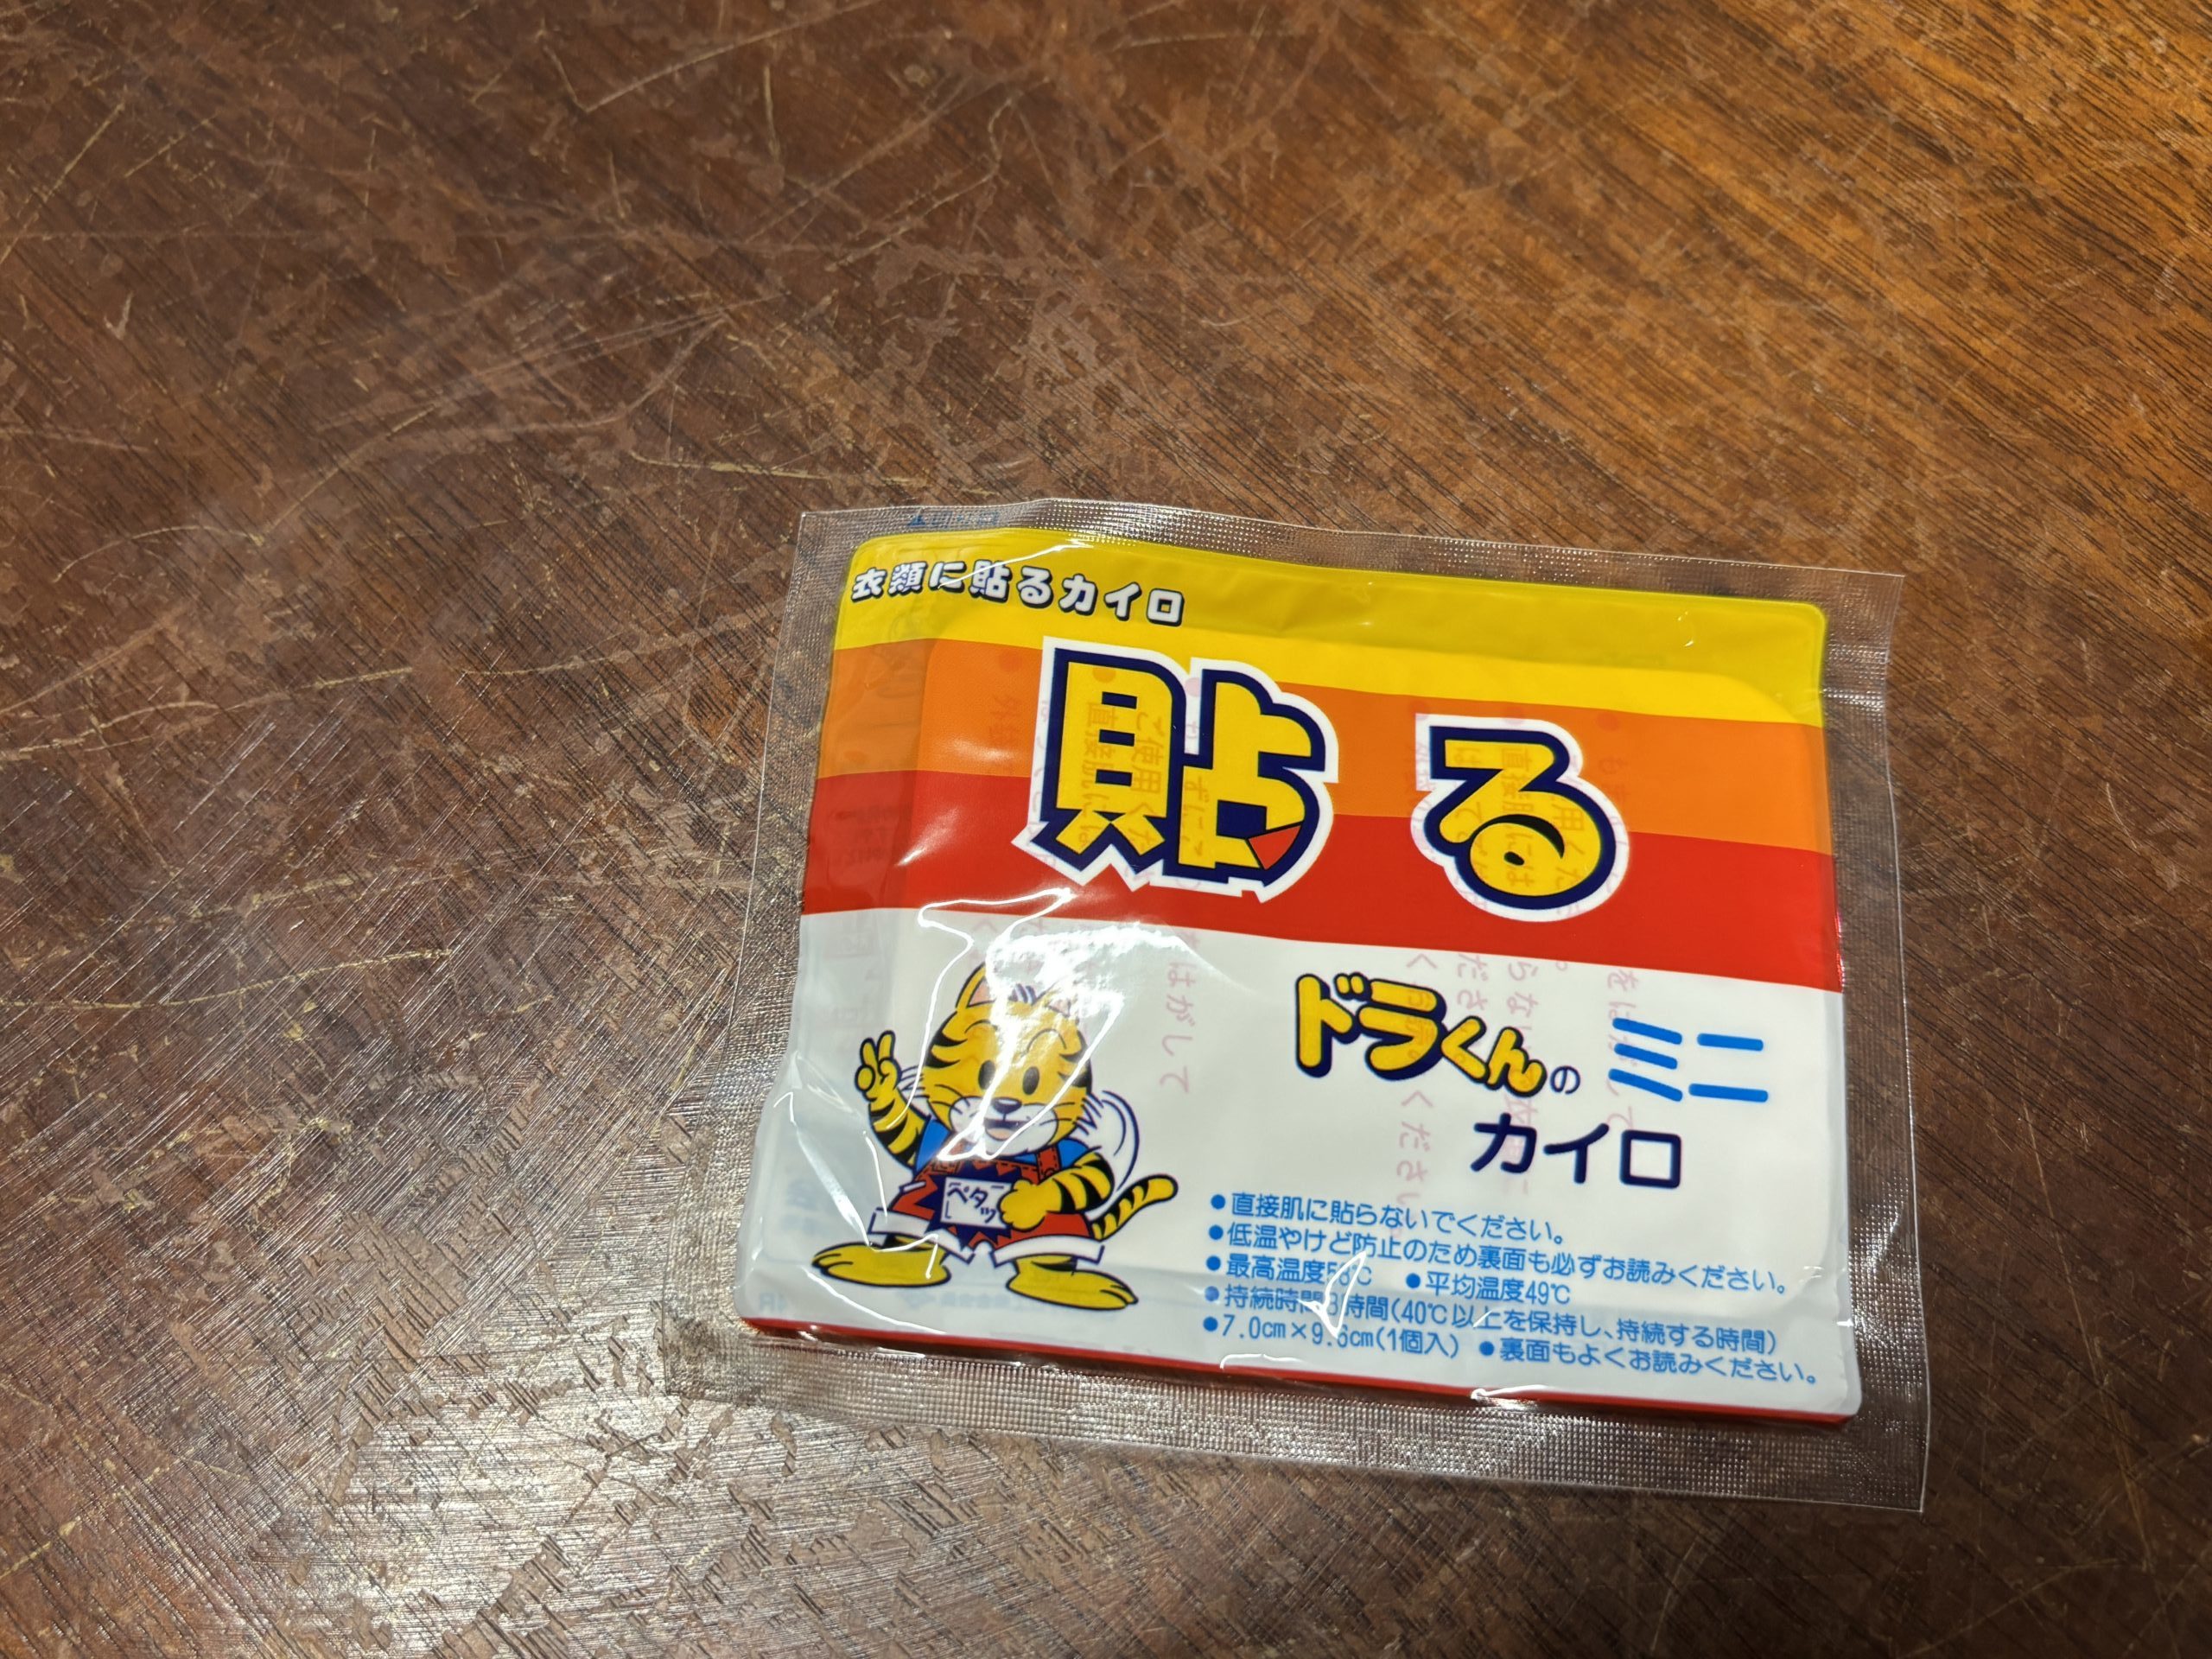 衣類に貼るカイロ
貼る
ドラくんの ミニ
カイロ
ペタッ
●直接肌に貼らないでください。
●低温やけど防止のため裏面も必ずお読みください。
●最高温度 ●平均温度49℃
●持続時間8時間(40℃以上を保持し、持続する時間)
●7.0cm×9.6cm(1個入) ●裏面もよくお読みください。